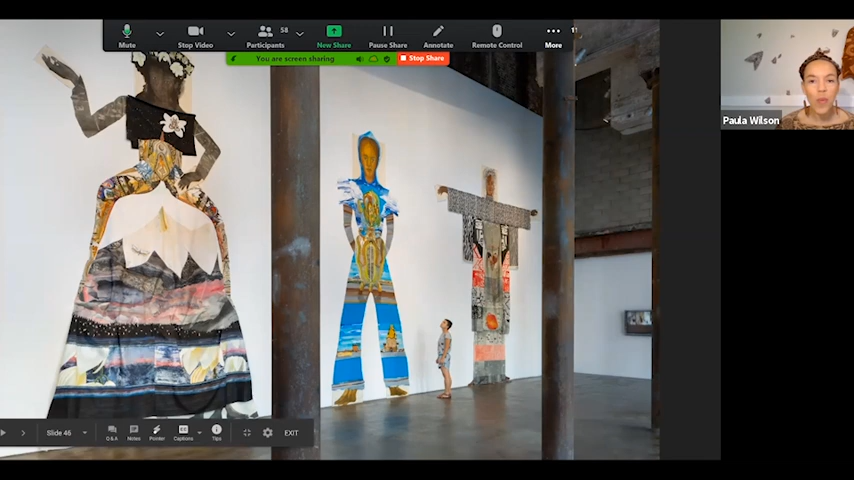 58
Mute
Stop Video
Participants
New Share
Pause Share
Annotate
Remote Control
More
You are screen sharing
Stop Share
Paula Wilson
Slide 46
Q&A
Notes
Pointer
Captions
Tips
EXIT